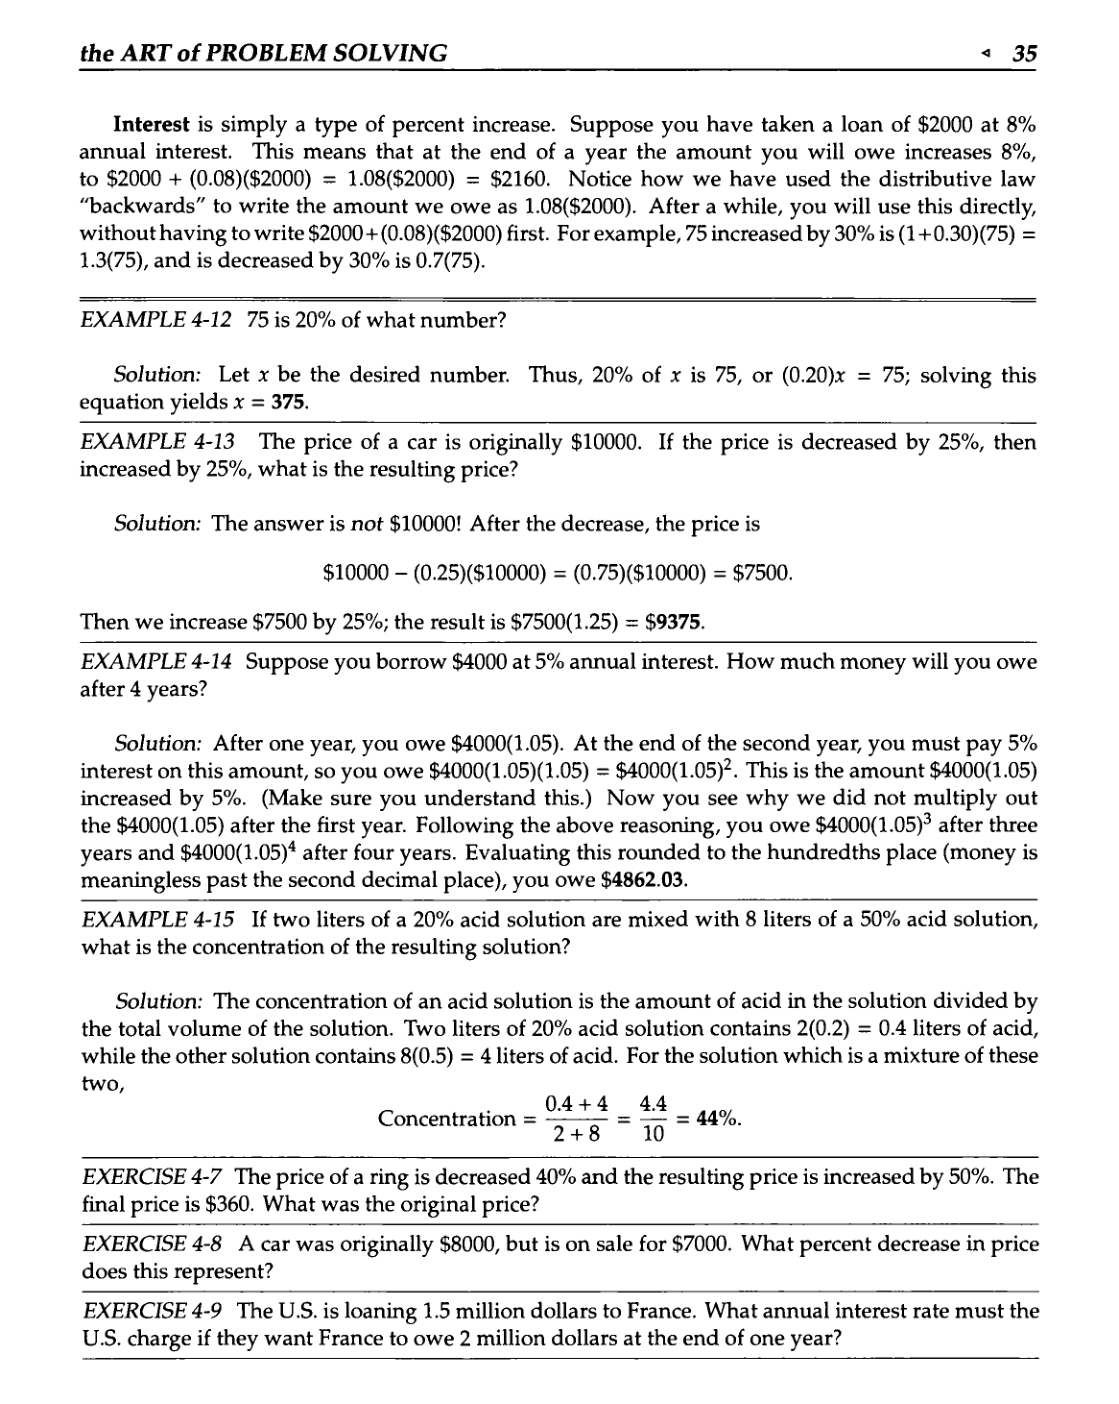 the ART of PROBLEM SOLVING ◃ 35
Interest is simply a type of percent increase. Suppose you have taken a loan of $2000 at 8%
annual interest. This means that at the end of a year the amount you will owe increases 8%,
to $2000 + (0.08)($2000) = 1.08($2000) = $2160. Notice how we have used the distributive law
"backwards" to write the amount we owe as 1.08($2000). After a while, you will use this directly,
without having to write $2000+(0.08)($2000) first. For example, 75 increased by 30% is (1+0.30)(75) =
1.3(75), and is decreased by 30% is 0.7(75).
EXAMPLE 4-12 75 is 20% of what number?
Solution: Let x be the desired number. Thus, 20% of x is 75, or (0.20)x = 75; solving this
equation yields x = 375.
EXAMPLE 4-13 The price of a car is originally $10000. If the price is decreased by 25%, then
increased by 25%, what is the resulting price?
Solution: The answer is not $10000! After the decrease, the price is
$10000 – (0.25)($10000) = (0.75)($10000) = $7500.
Then we increase $7500 by 25%; the result is $7500(1.25) = $9375.
EXAMPLE 4-14 Suppose you borrow $4000 at 5% annual interest. How much money will you owe
after 4 years?
Solution: After one year, you owe $4000(1.05). At the end of the second year, you must pay 5%
interest on this amount, so you owe $4000(1.05)(1.05) = $4000(1.05)². This is the amount $4000(1.05)
increased by 5%. (Make sure you understand this.) Now you see why we did not multiply out
the $4000(1.05) after the first year. Following the above reasoning, you owe $4000(1.05)³ after three
years and $4000(1.05)⁴ after four years. Evaluating this rounded to the hundredths place (money is
meaningless past the second decimal place), you owe $4862.03.
EXAMPLE 4-15 If two liters of a 20% acid solution are mixed with 8 liters of a 50% acid solution,
what is the concentration of the resulting solution?
Solution: The concentration of an acid solution is the amount of acid in the solution divided by
the total volume of the solution. Two liters of 20% acid solution contains 2(0.2) = 0.4 liters of acid,
while the other solution contains 8(0.5) = 4 liters of acid. For the solution which is a mixture of these
two,
Concentration = (0.4 + 4)/(2 + 8) = 4.4/10 = 44%.
EXERCISE 4-7 The price of a ring is decreased 40% and the resulting price is increased by 50%. The
final price is $360. What was the original price?
EXERCISE 4-8 A car was originally $8000, but is on sale for $7000. What percent decrease in price
does this represent?
EXERCISE 4-9 The U.S. is loaning 1.5 million dollars to France. What annual interest rate must the
U.S. charge if they want France to owe 2 million dollars at the end of one year?